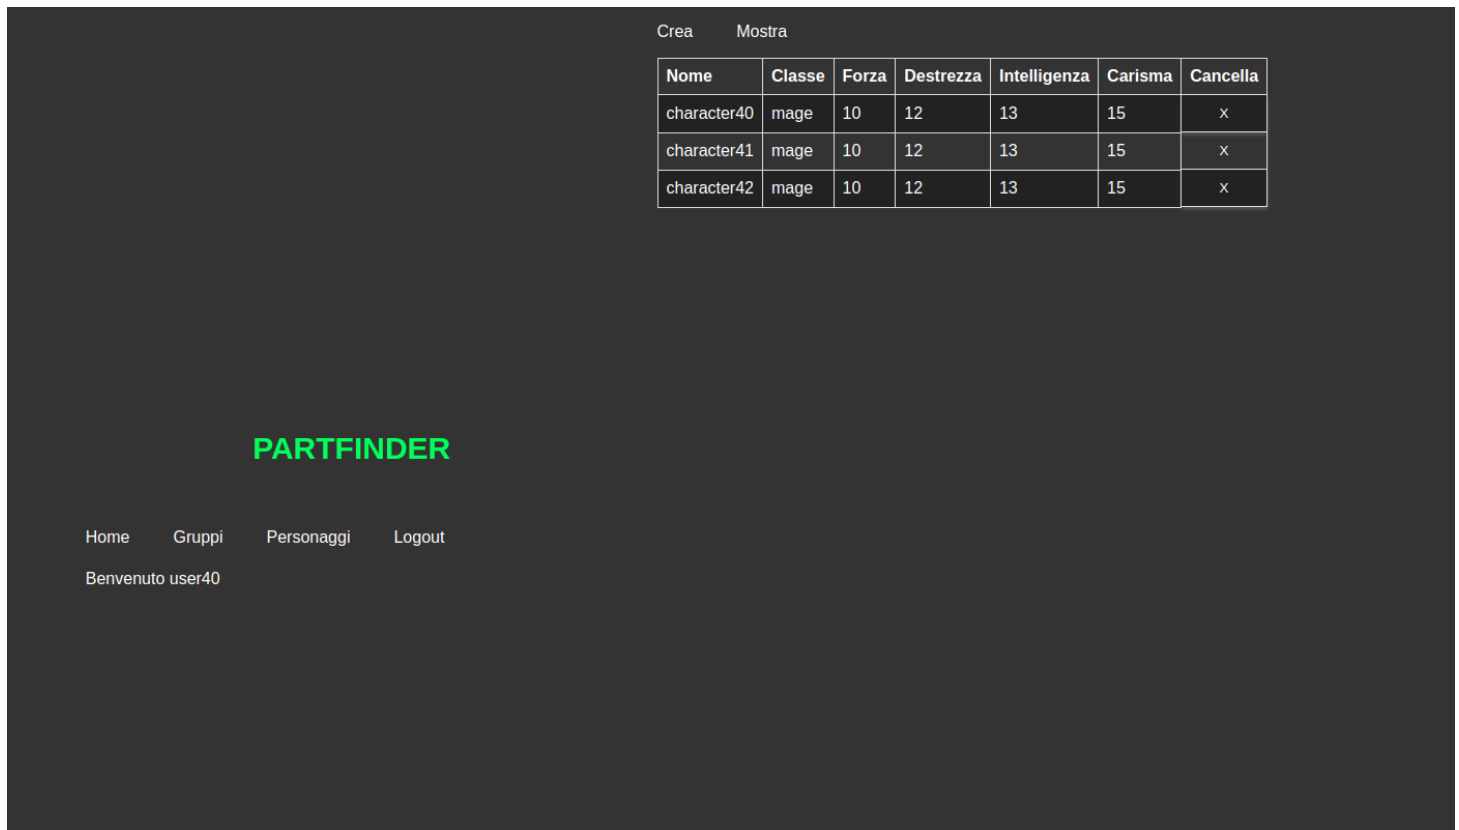 Crea Mostra
Nome Classe Forza Destrezza Intelligenza Carisma Cancella
character40 mage 10 12 13 15 X
character41 mage 10 12 13 15 X
character42 mage 10 12 13 15 X
PARTFINDER
Home Gruppi Personaggi Logout
Benvenuto user40